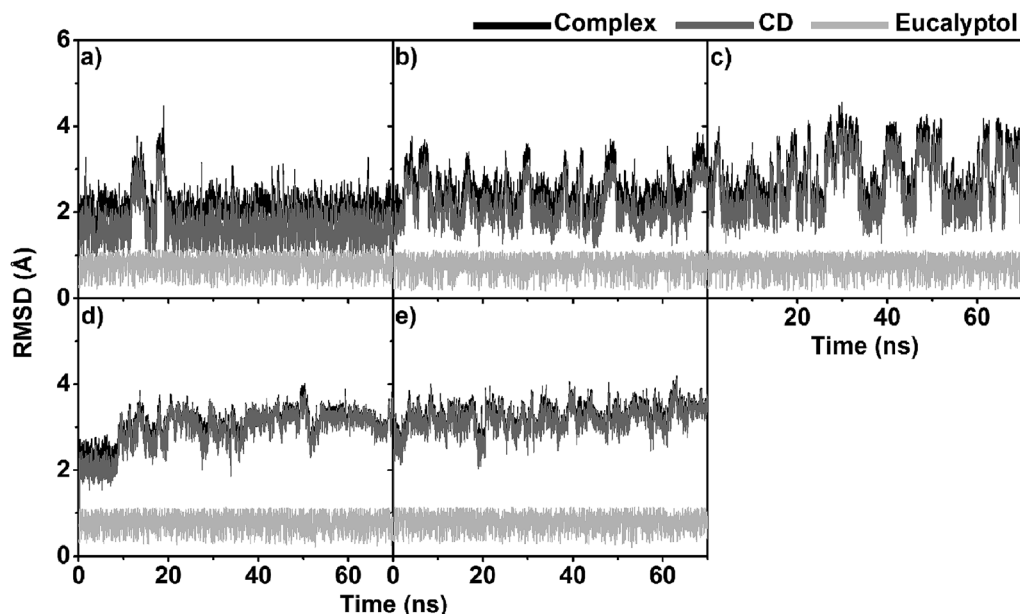 Complex CD Eucalyptol
6
a) b) c)
4
2
0
20 40 60
Time (ns)
RMSD (Å)
d) e)
4
2
0
0 20 40 60 0 20 40 60
Time (ns)